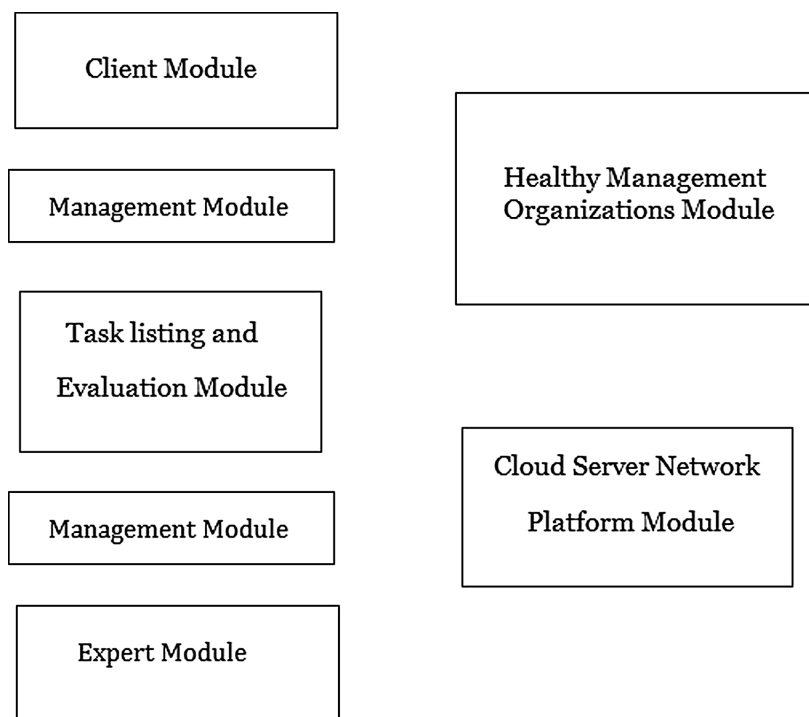 Client Module
Management Module
Task listing and
Evaluation Module
Management Module
Expert Module
Healthy Management
Organizations Module
Cloud Server Network
Platform Module